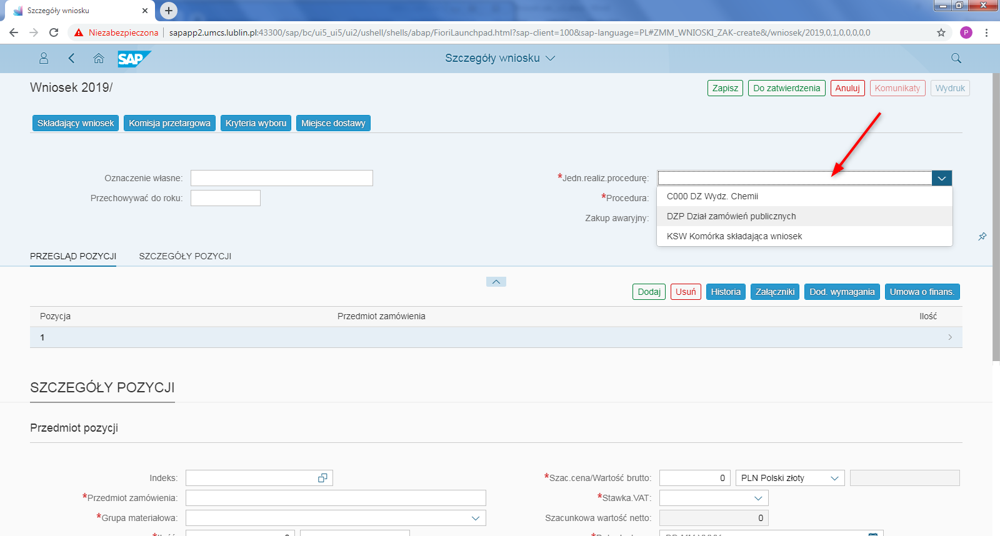 Szczegóły wniosku
Niezabezpieczona
sapapp2.umcs.lublin.pl:43300/sap/bc/ui5_ui5/ui2/ushell/shells/abap/FioriLaunchpad.html?sap-client=100&sap-language=PL#ZMM_WNIOSKI_ZAK-create&/wniosek/2019,0,1,0,0,0,0,0
P
SAP
Szczegóły wniosku
Wniosek 2019/
Zapisz
Do zatwierdzenia
Anuluj
Komunikaty
Wydruk
Składający wniosek
Komisja przetargowa
Kryteria wyboru
Miejsce dostawy
Oznaczenie własne:
*Jedn.realiz.procedurę:
C000 DZ Wydz. Chemii
Przechowywać do roku:
*Procedura:
DZP Dział zamówień publicznych
Zakup awaryjny:
KSW Komórka składająca wniosek
PRZEGLĄD POZYCJI
SZCZEGÓŁY POZYCJI
Dodaj
Usuń
Historia
Załączniki
Dod. wymagania
Umowa o finans.
Pozycja
Przedmiot zamówienia
Ilość
1
SZCZEGÓŁY POZYCJI
Przedmiot pozycji
Indeks:
*Szac.cena/Wartość brutto:
0
PLN Polski złoty
*Przedmiot zamówienia:
*Stawka.VAT:
*Grupa materiałowa:
Szacunkowa wartość netto:
0